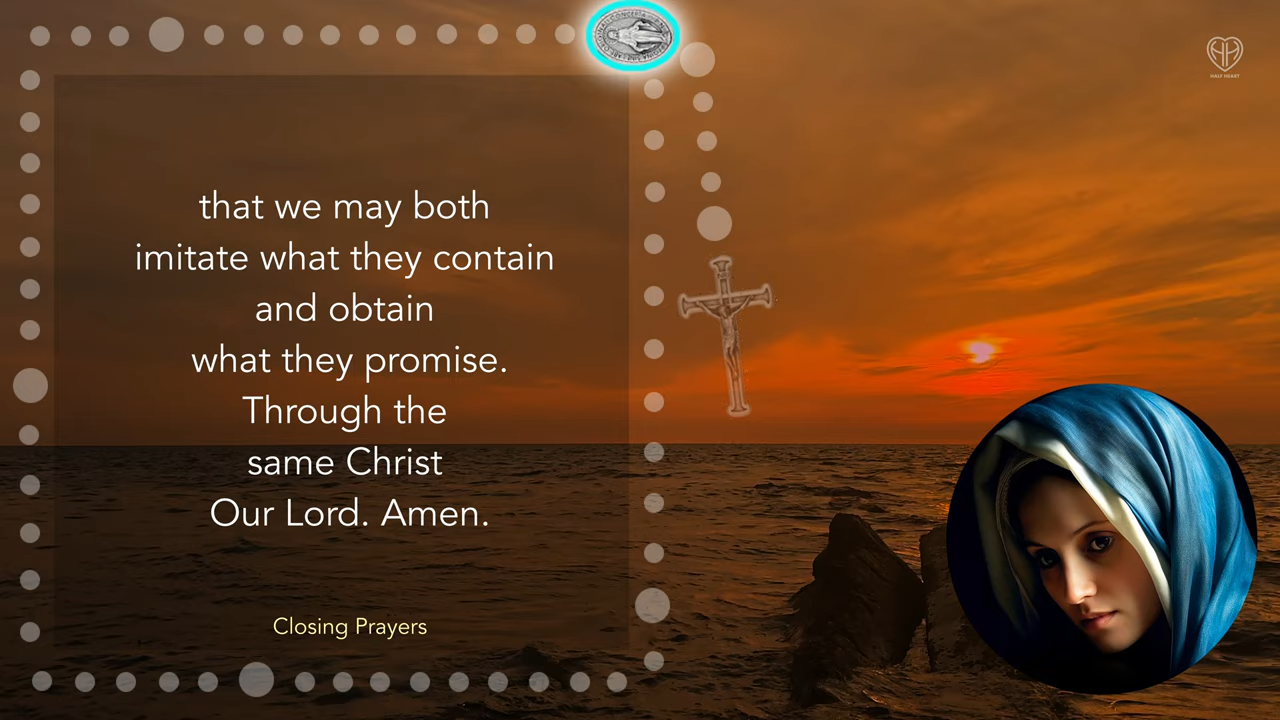 that we may both
imitate what they contain
and obtain
what they promise.
Through the
same Christ
Our Lord. Amen.
Closing Prayers
HALF HEART